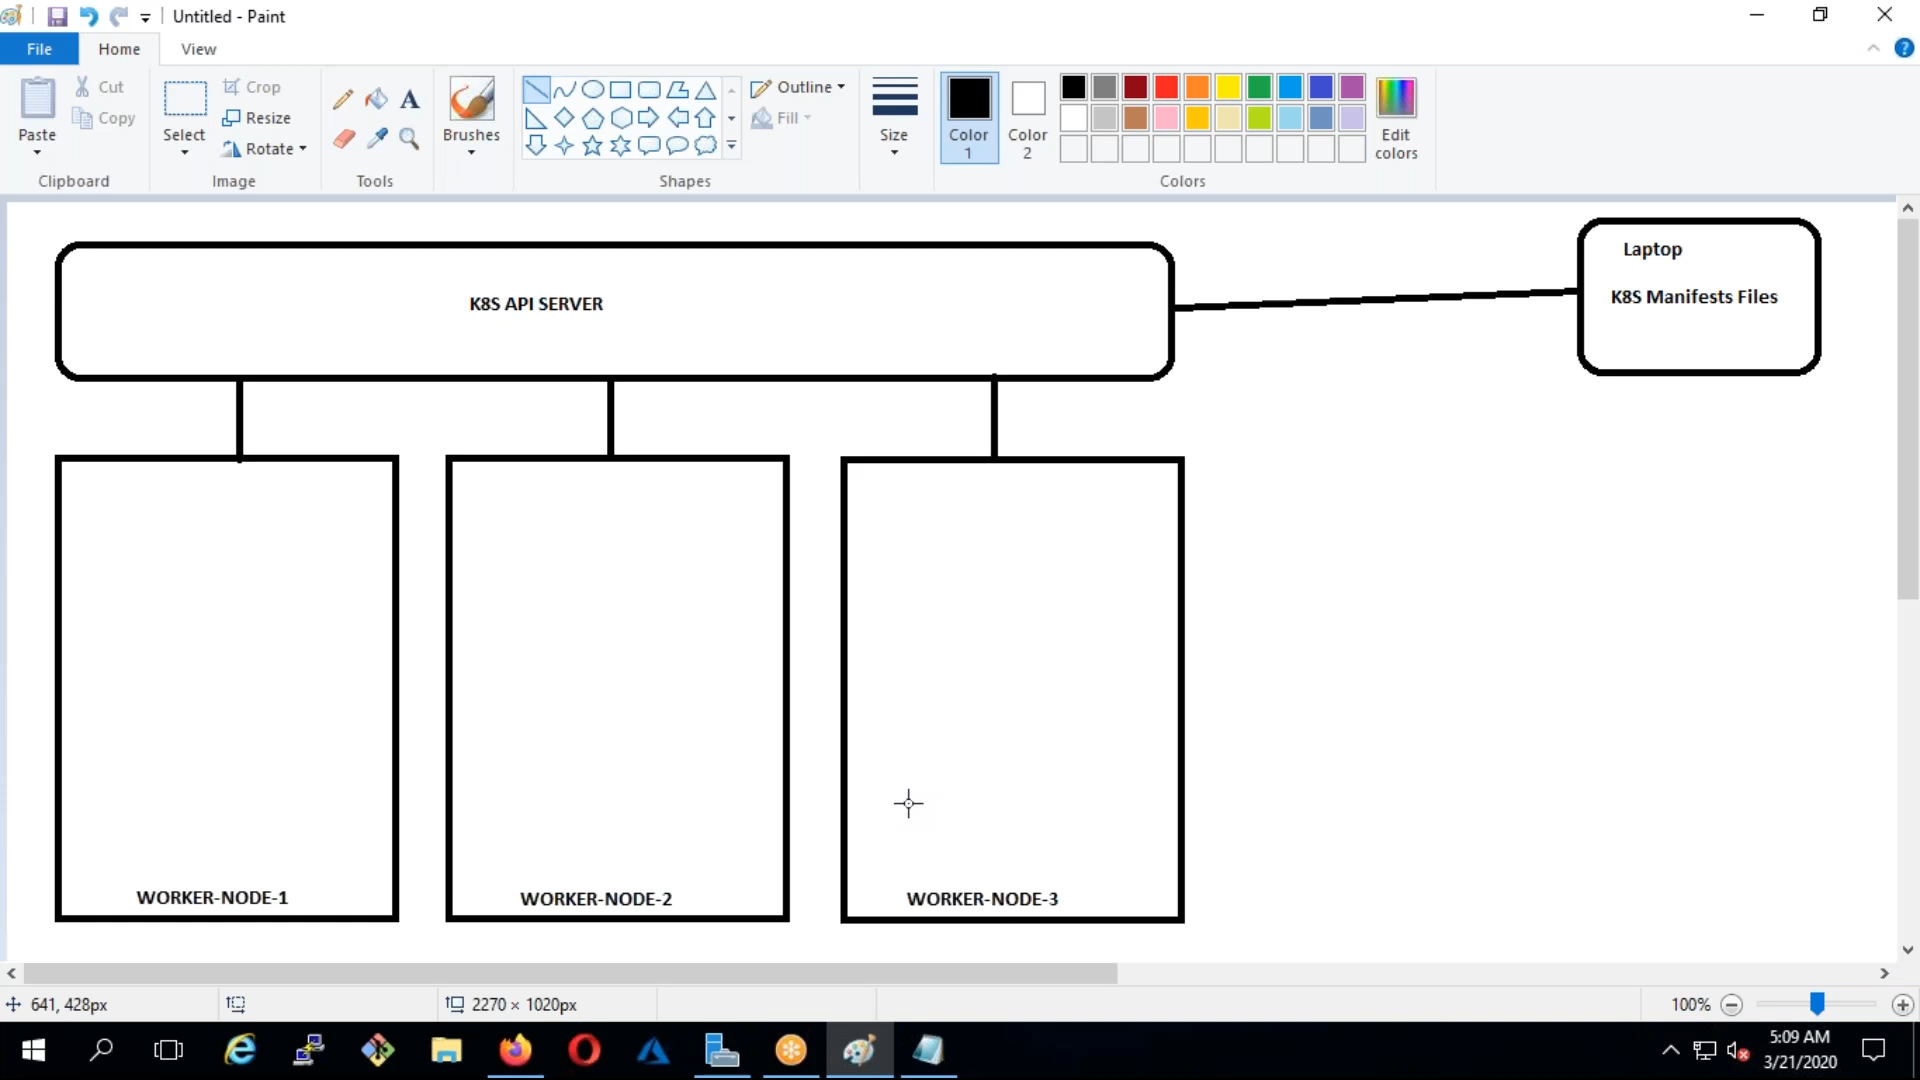 Untitled - Paint
File Home View
Paste
Cut
Copy
Clipboard
Select
Crop
Resize
Rotate
Image
Tools
Brushes
Outline
Fill
Shapes
Size
Color 1
Color 2
Edit colors
Colors
K8S API SERVER
Laptop
K8S Manifests Files
WORKER-NODE-1
WORKER-NODE-2
WORKER-NODE-3
641, 428px
2270 × 1020px
100%
5:09 AM
3/21/2020